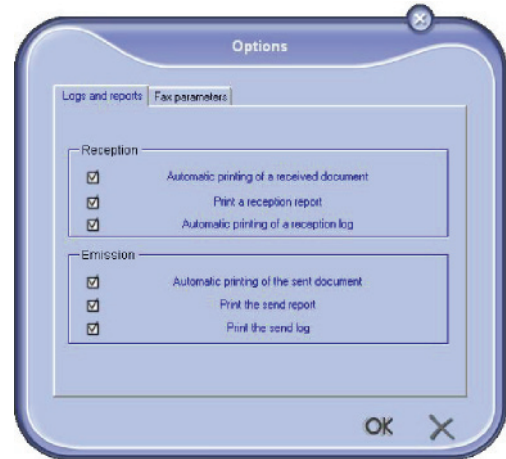 Options
Logs and reports Fax parameters
Reception
Automatic printing of a received document
Print a reception report
Automatic printing of a reception log
Emission
Automatic printing of the sent document
Print the send report
Print the send log
OK